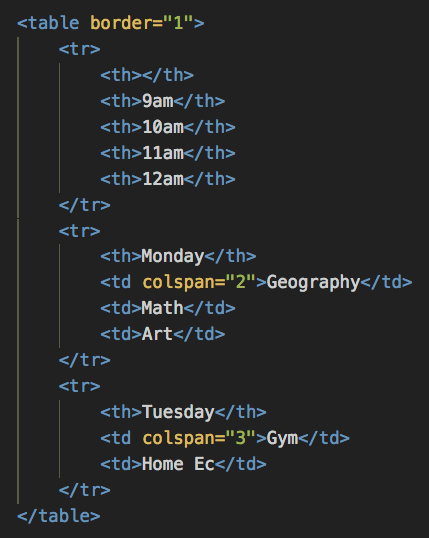 <table border="1">
    <tr>
        <th></th>
        <th>9am</th>
        <th>10am</th>
        <th>11am</th>
        <th>12am</th>
    </tr>
    <tr>
        <th>Monday</th>
        <td colspan="2">Geography</td>
        <td>Math</td>
        <td>Art</td>
    </tr>
    <tr>
        <th>Tuesday</th>
        <td colspan="3">Gym</td>
        <td>Home Ec</td>
    </tr>
</table>